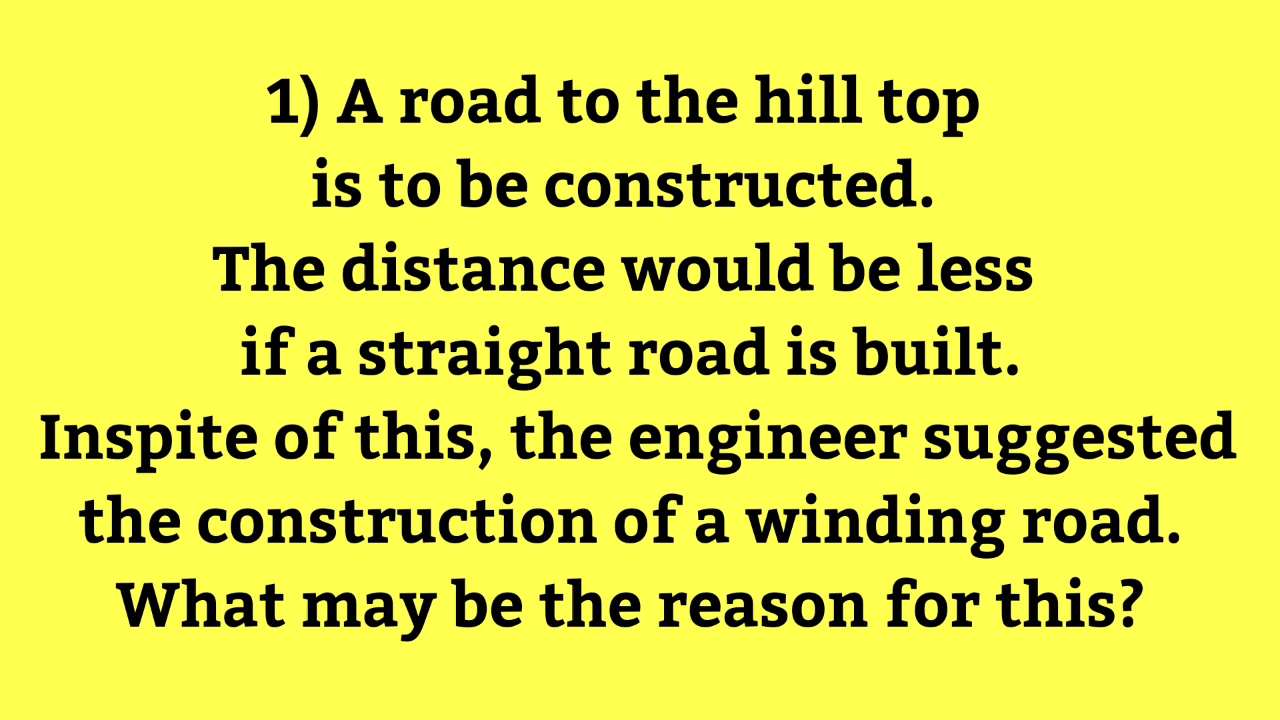 1) A road to the hill top
is to be constructed.
The distance would be less
if a straight road is built.
Inspite of this, the engineer suggested
the construction of a winding road.
What may be the reason for this?